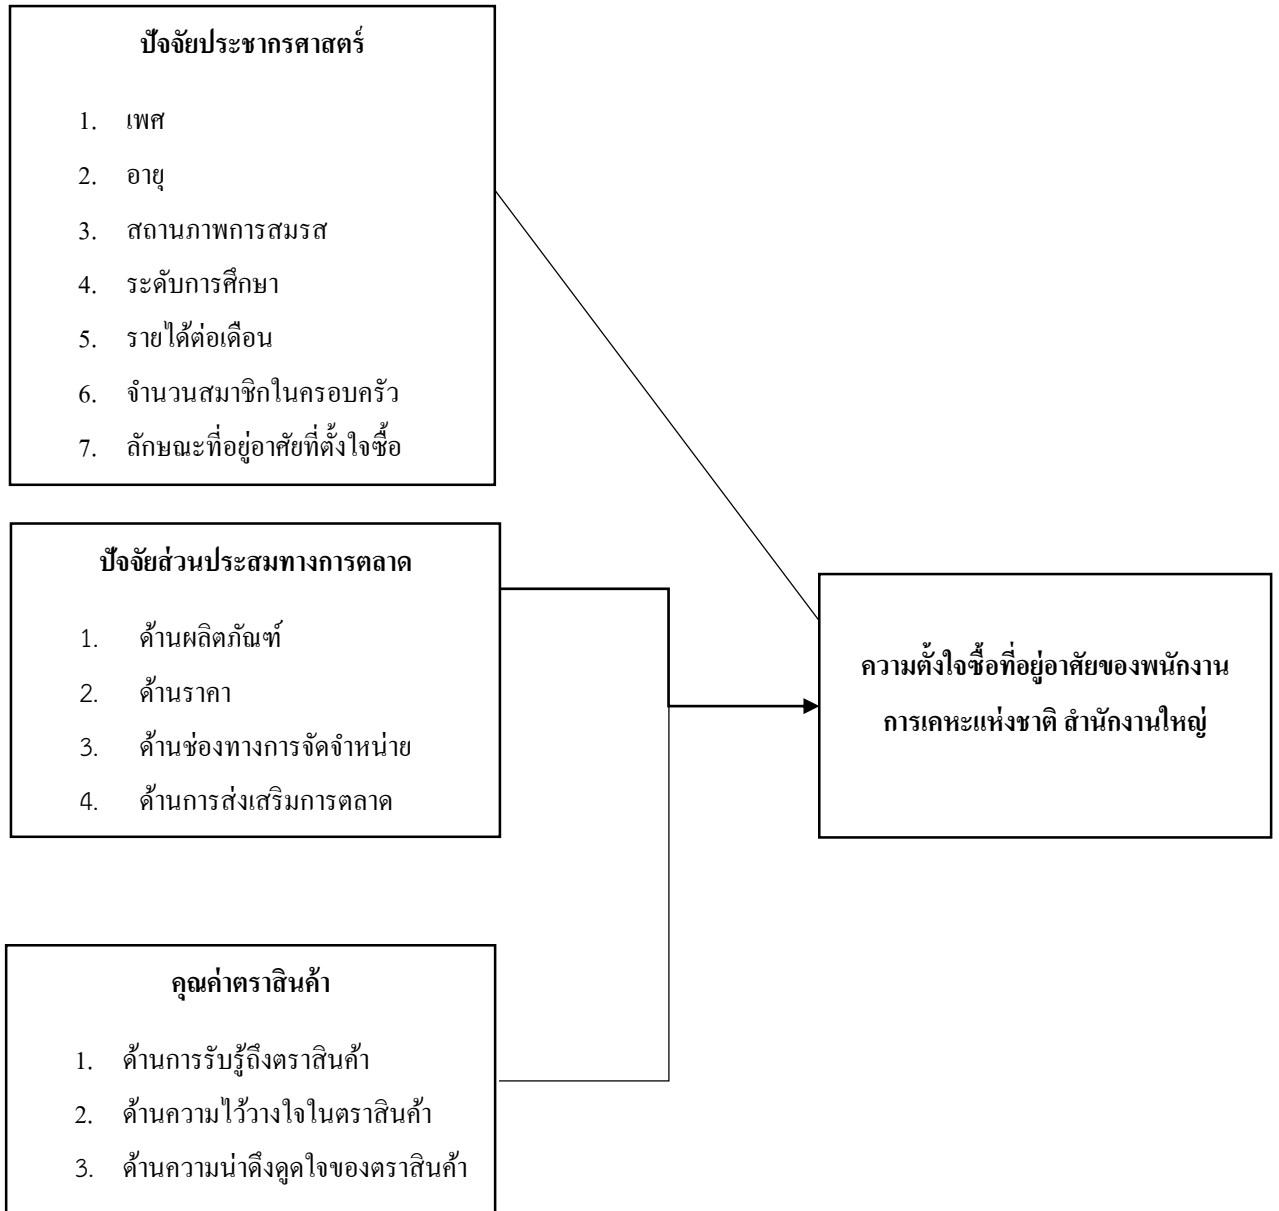 ปัจจัยประชากรศาสตร์
1. เพศ
2. อายุ
3. สถานภาพการสมรส
4. ระดับการศึกษา
5. รายได้ต่อเดือน
6. จำนวนสมาชิกในครอบครัว
7. ลักษณะที่อยู่อาศัยที่ตั้งใจซื้อ
ปัจจัยส่วนประสมทางการตลาด
1. ด้านผลิตภัณฑ์
2. ด้านราคา
3. ด้านช่องทางการจัดจำหน่าย
4. ด้านการส่งเสริมการตลาด
ความตั้งใจซื้อที่อยู่อาศัยของพนักงาน
การเคหะแห่งชาติ สำนักงานใหญ่
คุณค่าตราสินค้า
1. ด้านการรับรู้ถึงตราสินค้า
2. ด้านความไว้วางใจในตราสินค้า
3. ด้านความน่าดึงดูดใจของตราสินค้า